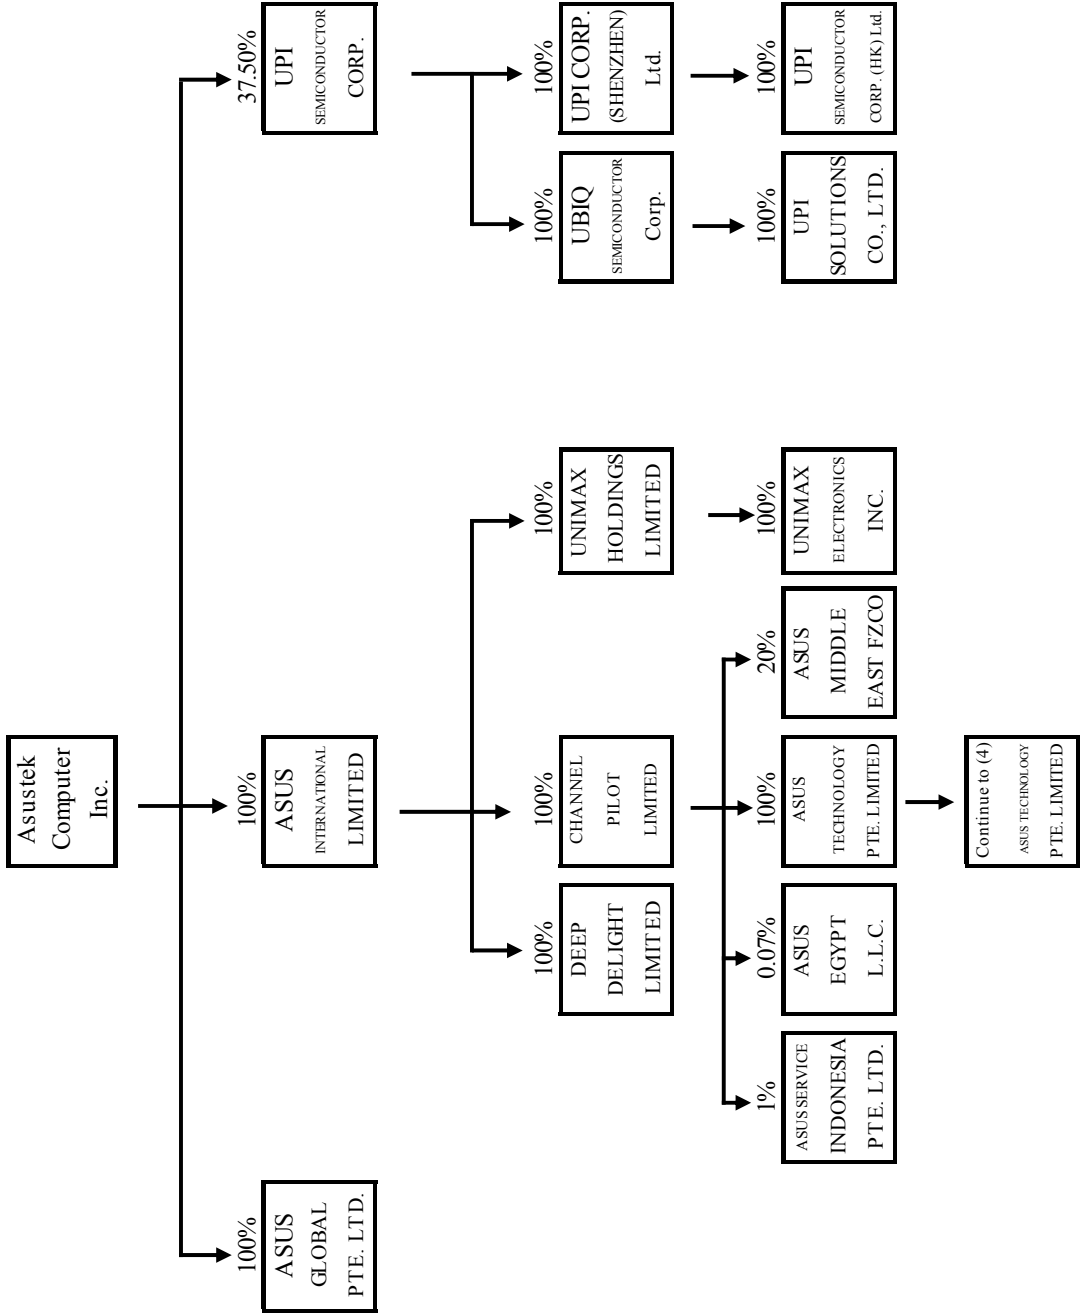 Asustek
Computer
Inc.
100%
ASUS
GLOBAL
PTE. LTD.
100%
ASUS
INTERNATIONAL
LIMITED
37.50%
UPI
SEMICONDUCTOR
CORP.
100%
DEEP
DELIGHT
LIMITED
100%
CHANNEL
PILOT
LIMITED
100%
UNIMAX
HOLDINGS
LIMITED
100%
UBIQ
SEMICONDUCTOR
Corp.
100%
UPI CORP.
(SHENZHEN)
Ltd.
1%
ASUS SERVICE
INDONESIA
PTE. LTD.
0.07%
ASUS
EGYPT
L.L.C.
100%
ASUS
TECHNOLOGY
PTE. LIMITED
20%
ASUS
MIDDLE
EAST FZCO
100%
UNIMAX
ELECTRONICS
INC.
100%
UPI
SOLUTIONS
CO., LTD.
100%
UPI
SEMICONDUCTOR
CORP. (HK) Ltd.
Continue to (4)
ASUS TECHNOLOGY
PTE. LIMITED